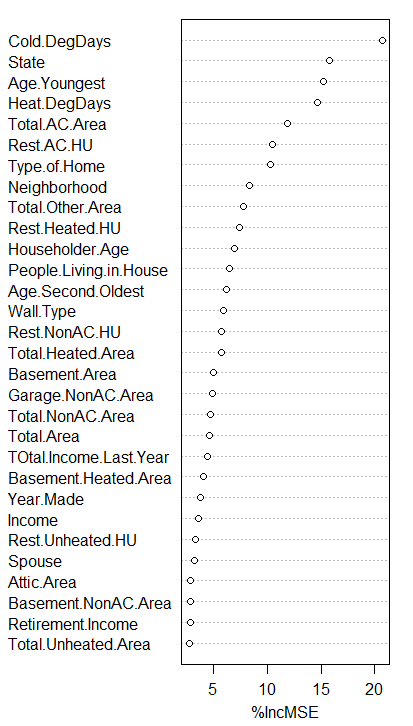 Cold.DegDays
State
Age.Youngest
Heat.DegDays
Total.AC.Area
Rest.AC.HU
Type.of.Home
Neighborhood
Total.Other.Area
Rest.Heated.HU
Householder.Age
People.Living.in.House
Age.Second.Oldest
Wall.Type
Rest.NonAC.HU
Total.Heated.Area
Basement.Area
Garage.NonAC.Area
Total.NonAC.Area
Total.Area
TOtal.Income.Last.Year
Basement.Heated.Area
Year.Made
Income
Rest.Unheated.HU
Spouse
Attic.Area
Basement.NonAC.Area
Retirement.Income
Total.Unheated.Area
5 10 15 20
%IncMSE